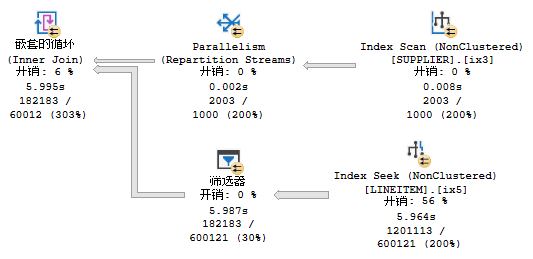 嵌套的循环
(Inner Join)
开销: 6 %
5.995s
182183 /
60012 (303%)
Parallelism
(Repartition Streams)
开销: 0 %
0.002s
2003 /
1000 (200%)
Index Scan (NonClustered)
[SUPPLIER].[ix3]
开销: 0 %
0.008s
2003 /
1000 (200%)
筛选器
开销: 0 %
5.987s
182183 /
600121 (30%)
Index Seek (NonClustered)
[LINEITEM].[ix5]
开销: 56 %
5.964s
1201113 /
600121 (200%)